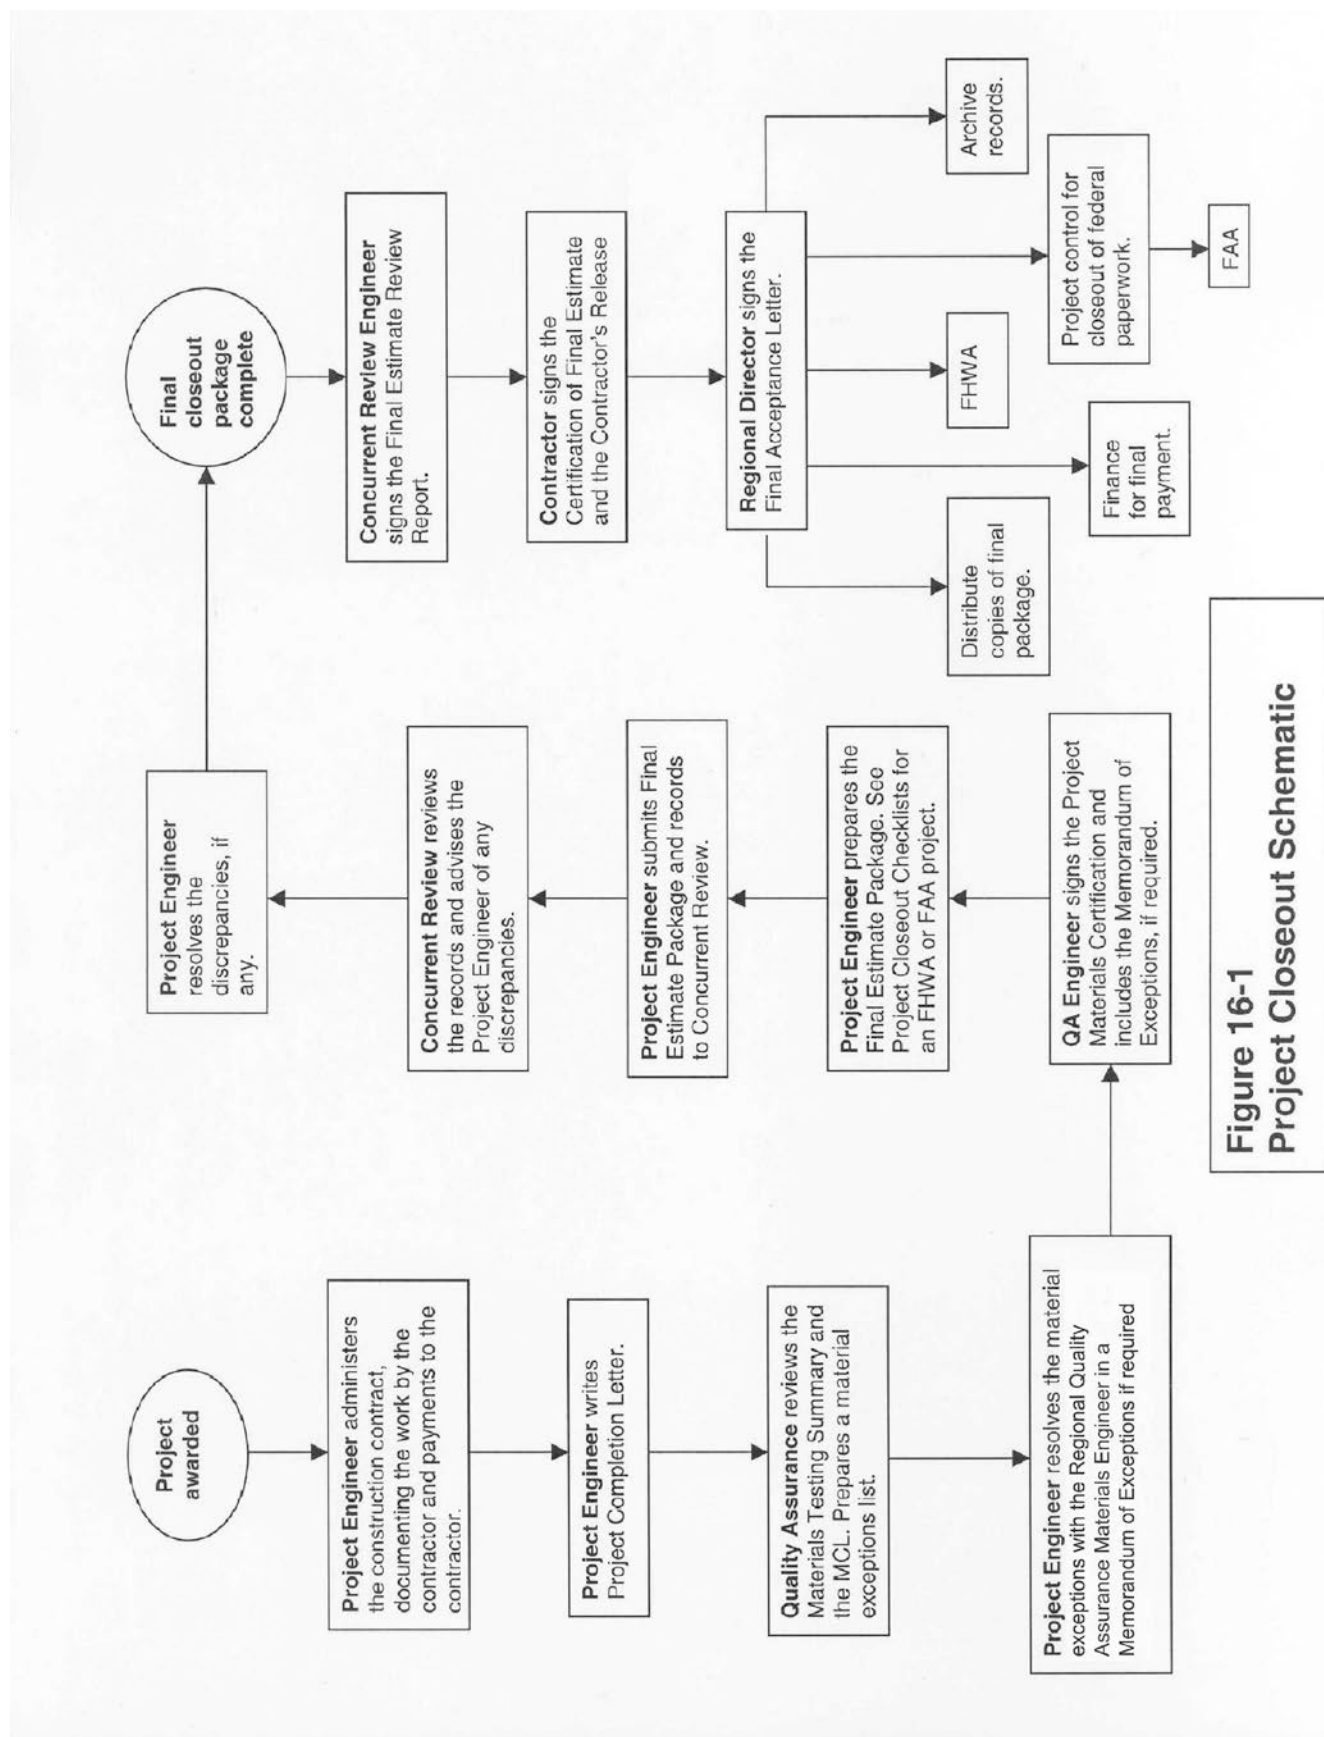 Project
awarded
Project Engineer administers
the construction contract,
documenting the work by the
contractor and payments to the
contractor.
Project Engineer writes
Project Completion Letter.
Quality Assurance reviews the
Materials Testing Summary and
the MCL. Prepares a material
exceptions list.
Project Engineer resolves the material
exceptions with the Regional Quality
Assurance Materials Engineer in a
Memorandum of Exceptions if required
QA Engineer signs the Project
Materials Certification and
includes the Memorandum of
Exceptions, if required.
Project Engineer prepares the
Final Estimate Package. See
Project Closeout Checklists for
an FHWA or FAA project.
Project Engineer submits Final
Estimate Package and records
to Concurrent Review.
Concurrent Review reviews
the records and advises the
Project Engineer of any
discrepancies.
Project Engineer
resolves the
discrepancies, if
any.
Final
closeout
package
complete
Concurrent Review Engineer
signs the Final Estimate Review
Report.
Contractor signs the
Certification of Final Estimate
and the Contractor's Release
Regional Director signs the
Final Acceptance Letter.
Distribute
copies of final
package.
Finance
for final
payment.
FHWA
Project control for
closeout of federal
paperwork.
FAA
Archive
records.
Figure 16-1
Project Closeout Schematic